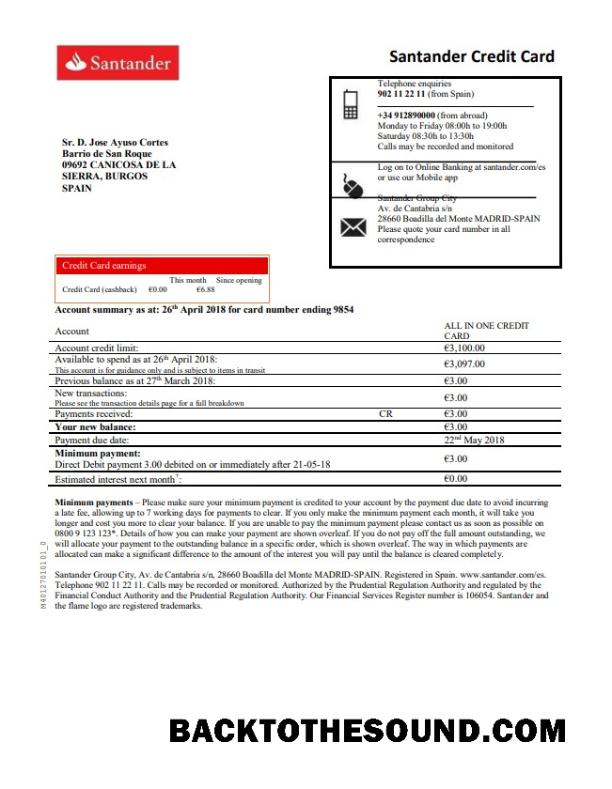 Santander
Santander Credit Card
Telephone enquiries
902 11 22 11 (from Spain)
+34 912890000 (from abroad)
Monday to Friday 08:00h to 19:00h
Saturday 08:30h to 13:30h
Calls may be recorded and monitored
Log on to Online Banking at santander.com/es
or use our Mobile app
Santander Group City
Av. de Cantabria s/n
28660 Boadilla del Monte MADRID-SPAIN
Please quote your card number in all
correspondence
Sr. D. Jose Ayuso Cortes
Barrio de San Roque
09692 CANICOSA DE LA
SIERRA, BURGOS
SPAIN
Credit Card earnings
This month Since opening
Credit Card (cashback) €0.00 €6.88
Account summary as at: 26th April 2018 for card number ending 9854
Account ALL IN ONE CREDIT
CARD
Account credit limit: €3,100.00
Available to spend as at 26th April 2018: €3,097.00
This account is for guidance only and is subject to items in transit
Previous balance as at 27th March 2018: €3.00
New transactions: €3.00
Please see the transaction details page for a full breakdown
Payments received: CR €3.00
Your new balance: €3.00
Payment due date: 22nd May 2018
Minimum payment: €3.00
Direct Debit payment 3.00 debited on or immediately after 21-05-18
Estimated interest next month7: €0.00
Minimum payments – Please make sure your minimum payment is credited to your account by the payment due date to avoid incurring
a late fee, allowing up to 7 working days for payments to clear. If you only make the minimum payment each month, it will take you
longer and cost you more to clear your balance. If you are unable to pay the minimum payment please contact us as soon as possible on
0800 9 123 123*. Details of how you can make your payment are shown overleaf. If you do not pay off the full amount outstanding, we
will allocate your payment to the outstanding balance in a specific order, which is shown overleaf. The way in which payments are
allocated can make a significant difference to the amount of the interest you will pay until the balance is cleared completely.
Santander Group City, Av. de Cantabria s/n, 28660 Boadilla del Monte MADRID-SPAIN. Registered in Spain. www.santander.com/es.
Telephone 902 11 22 11. Calls may be recorded or monitored. Authorized by the Prudential Regulation Authority and regulated by the
Financial Conduct Authority and the Prudential Regulation Authority. Our Financial Services Register number is 106054. Santander and
the flame logo are registered trademarks.
M40127010101_0
BACKTOTHESOUND.COM